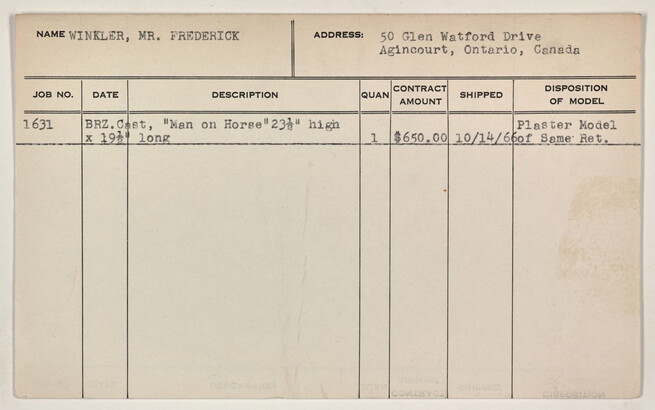 NAME WINKLER, MR. FREDERICK ADDRESS: 50 Glen Watford Drive
Agincourt, Ontario, Canada
JOB NO. DATE DESCRIPTION QUAN CONTRACT AMOUNT SHIPPED DISPOSITION OF MODEL
1631 BRZ.Cast, "Man on Horse"23½" high Plaster Model
x 19½" long 1 $650.00 10/14/66 of Same Ret.